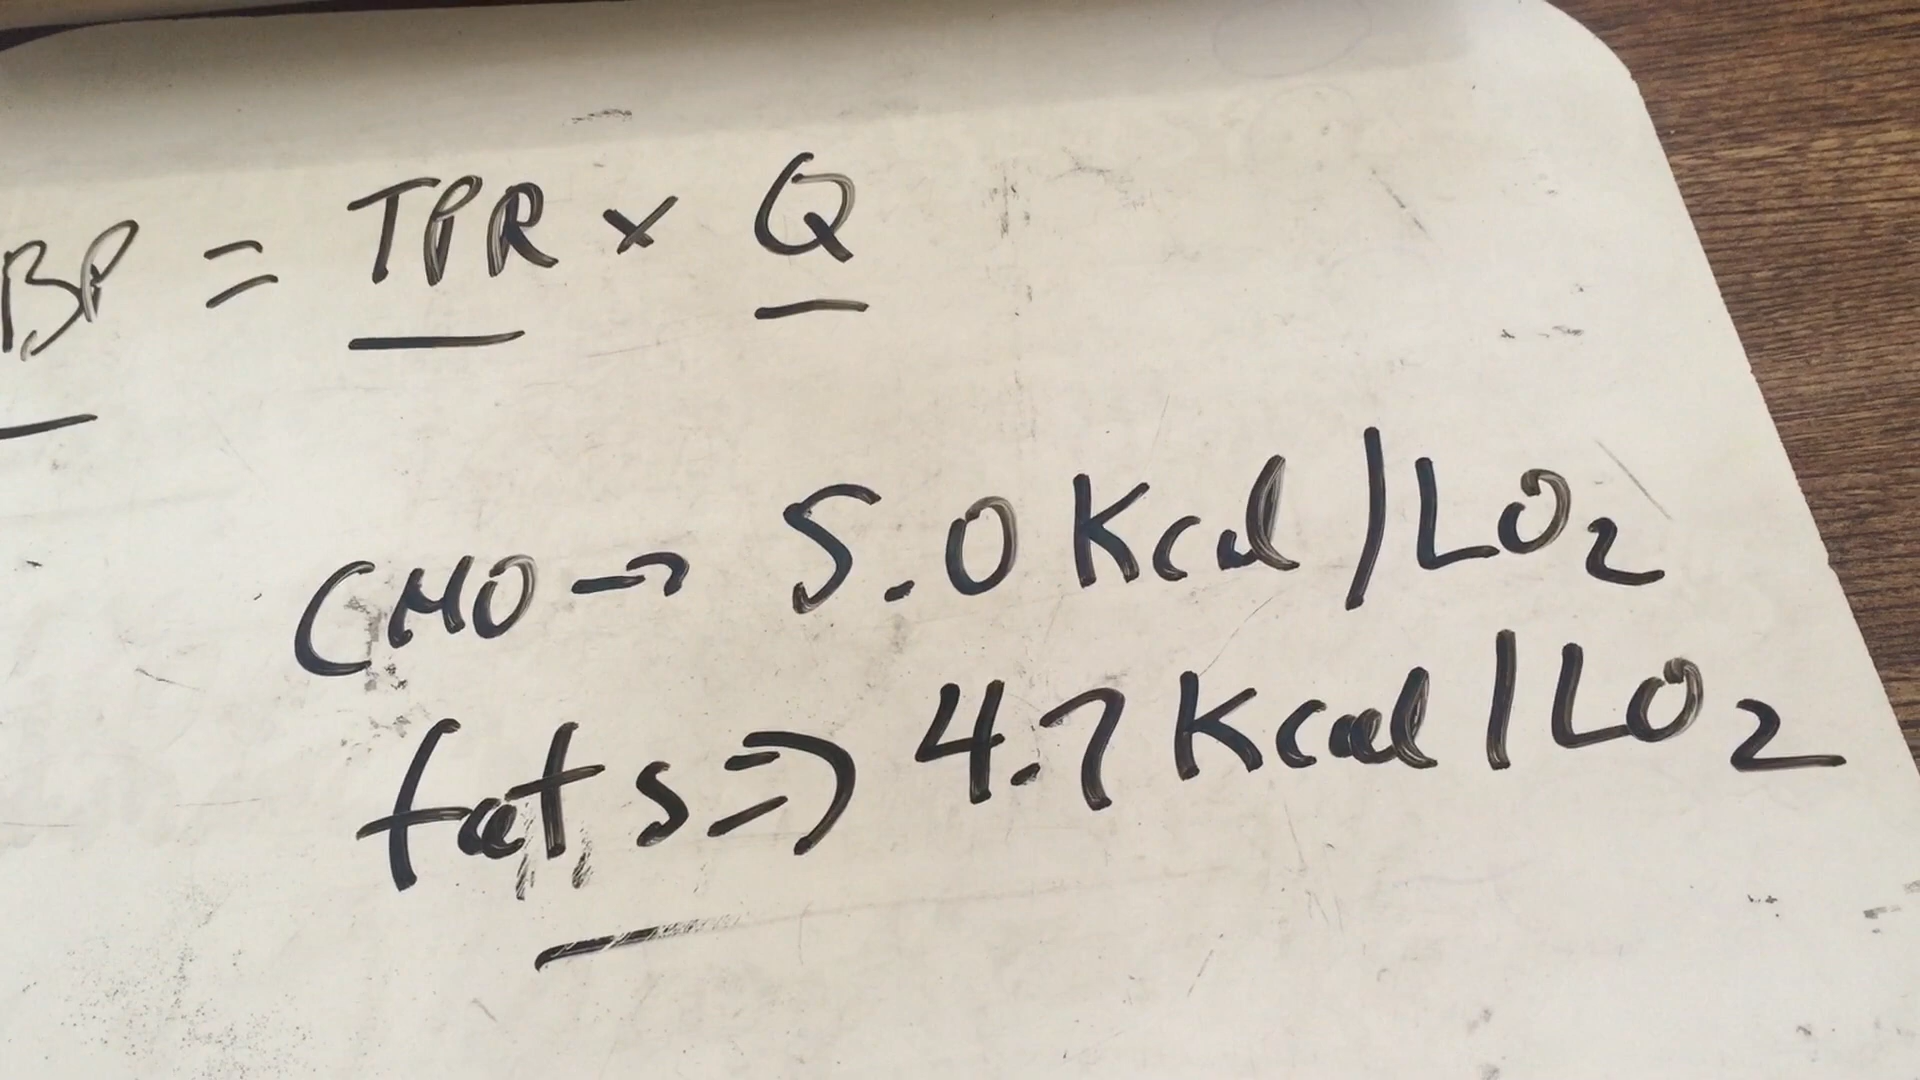 BP = TPR x Q
CHO → 5.0 Kcal / LO₂
fats ⇒ 4.7 Kcal / LO₂